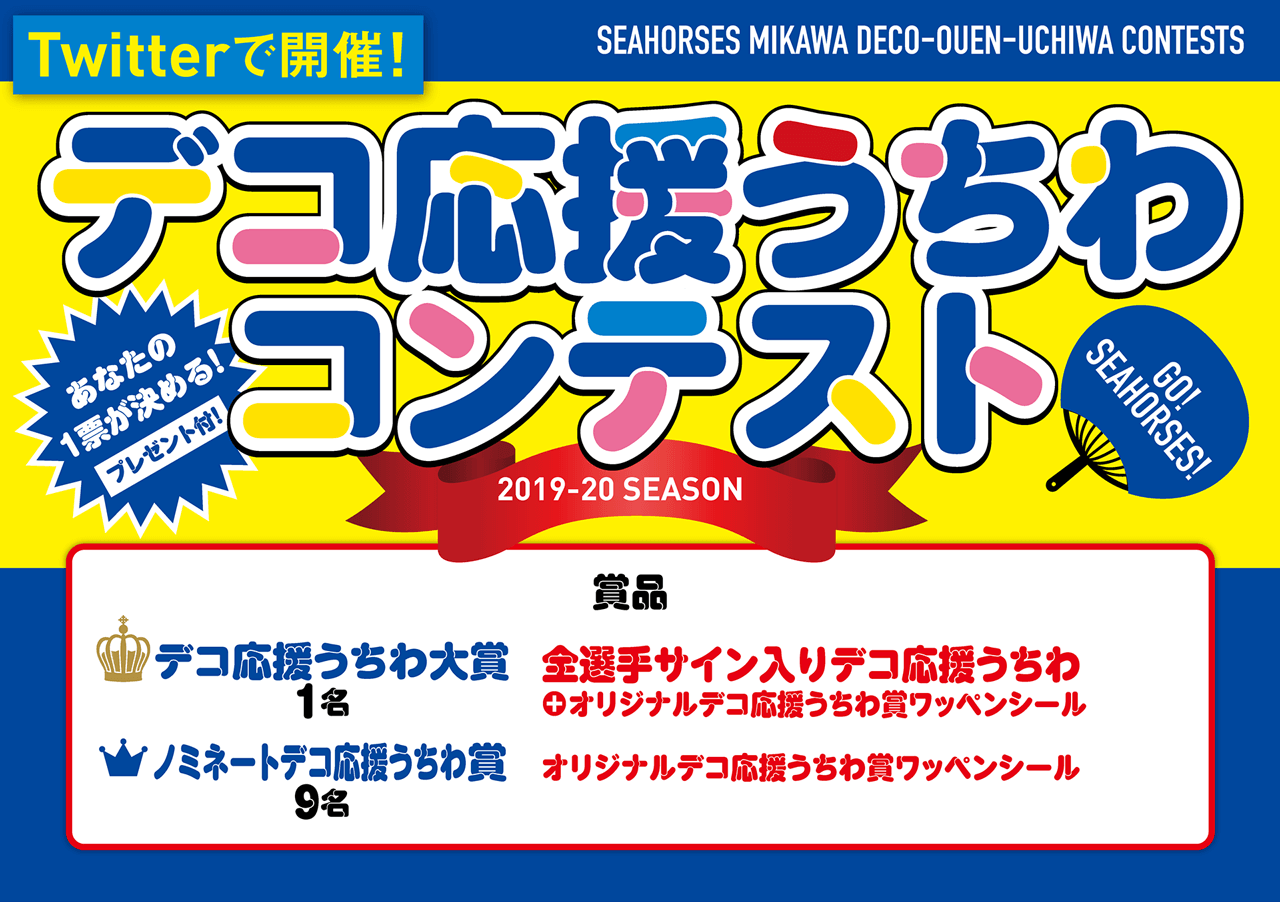 Twitterで開催!
SEAHORSES MIKAWA DECO-OUEN-UCHIWA CONTESTS
デコ応援うちわ
コンテスト
あなたの
1票が決める!
プレゼント付!
GO!
SEAHORSES!
2019-20 SEASON
賞品
デコ応援うちわ大賞
1名
全選手サイン入りデコ応援うちわ
+オリジナルデコ応援うちわ賞ワッペンシール
ノミネートデコ応援うちわ賞
9名
オリジナルデコ応援うちわ賞ワッペンシール